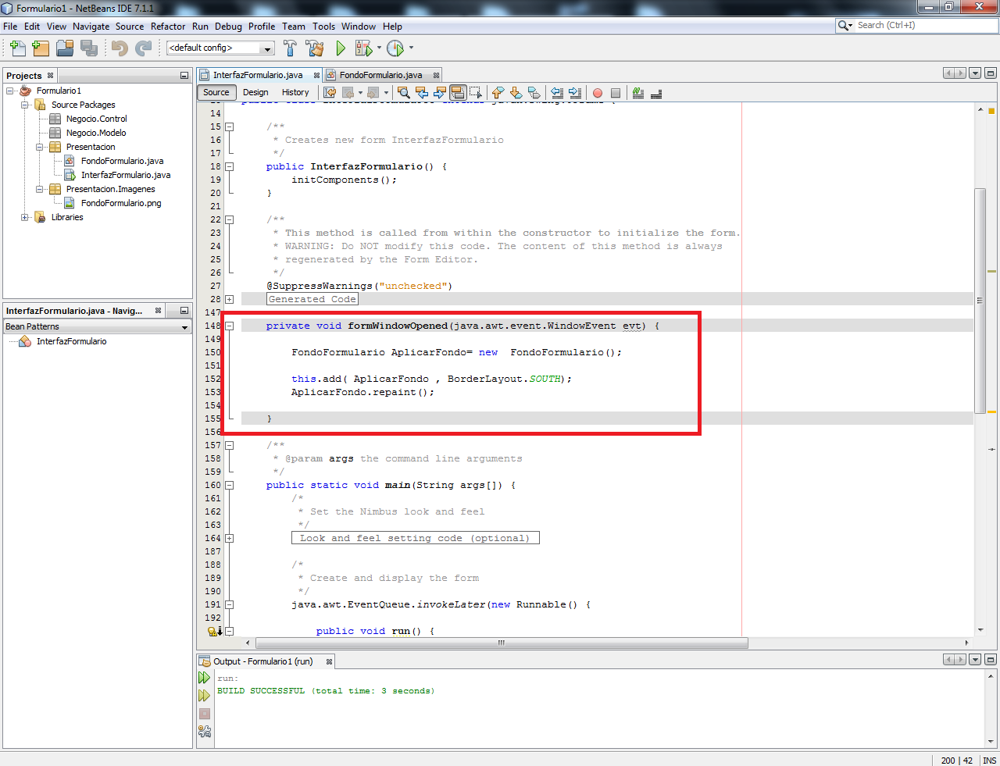 Formulario1 - NetBeans IDE 7.1.1
File Edit View Navigate Source Refactor Run Debug Profile Team Tools Window Help
Search (Ctrl+I)
<default config>
Projects
Formulario1
Source Packages
Negocio.Control
Negocio.Modelo
Presentacion
FondoFormulario.java
InterfazFormulario.java
Presentacion.Imagenes
FondoFormulario.png
Libraries
InterfazFormulario.java - Navig...
Bean Patterns
InterfazFormulario
InterfazFormulario.java FondoFormulario.java
Source Design History
14
15 /**
16 * Creates new form InterfazFormulario
17 */
18 public InterfazFormulario() {
19 initComponents();
20 }
21
22 /**
23 * This method is called from within the constructor to initialize the form.
24 * WARNING: Do NOT modify this code. The content of this method is always
25 * regenerated by the Form Editor.
26 */
27 @SuppressWarnings("unchecked")
28 Generated Code
147
148 private void formWindowOpened(java.awt.event.WindowEvent evt) {
149
150 FondoFormulario AplicarFondo= new  FondoFormulario();
151
152 this.add( AplicarFondo , BorderLayout.SOUTH);
153 AplicarFondo.repaint();
154
155 }
156
157 /**
158 * @param args the command line arguments
159 */
160 public static void main(String args[]) {
161 /*
162 * Set the Nimbus look and feel
163 */
164 Look and feel setting code (optional)
187
188 /*
189 * Create and display the form
190 */
191 java.awt.EventQueue.invokeLater(new Runnable() {
192
public void run() {
Output - Formulario1 (run)
run:
BUILD SUCCESSFUL (total time: 3 seconds)
200 | 42 INS